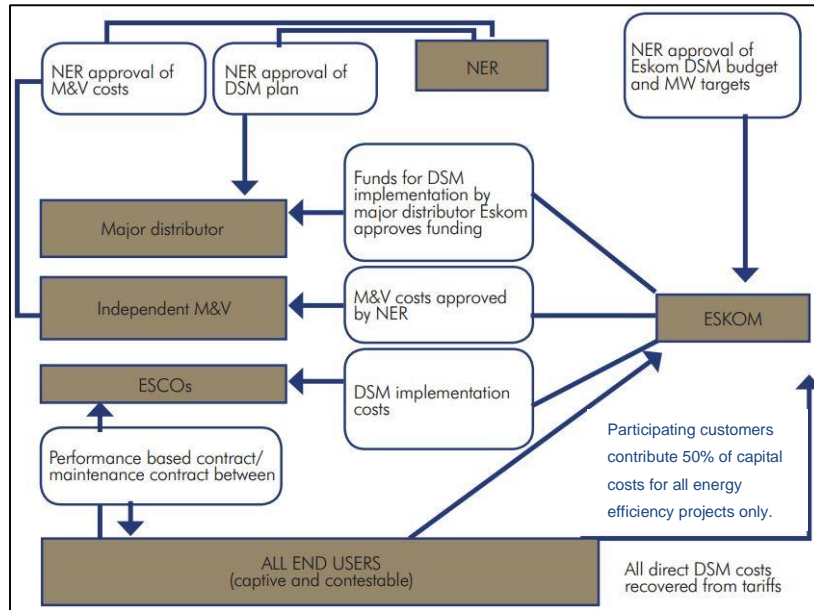 NER approval of
M&V costs
NER approval of
DSM plan
NER
NER approval of
Eskom DSM budget
and MW targets
Funds for DSM
implementation by
major distributor Eskom
approves funding
Major distributor
M&V costs approved
by NER
Independent M&V
ESKOM
ESCOs
DSM implementation
costs
Participating customers
contribute 50% of capital
costs for all energy
efficiency projects only.
Performance based contract/
maintenance contract between
ALL END USERS
(captive and contestable)
All direct DSM costs
recovered from tariffs